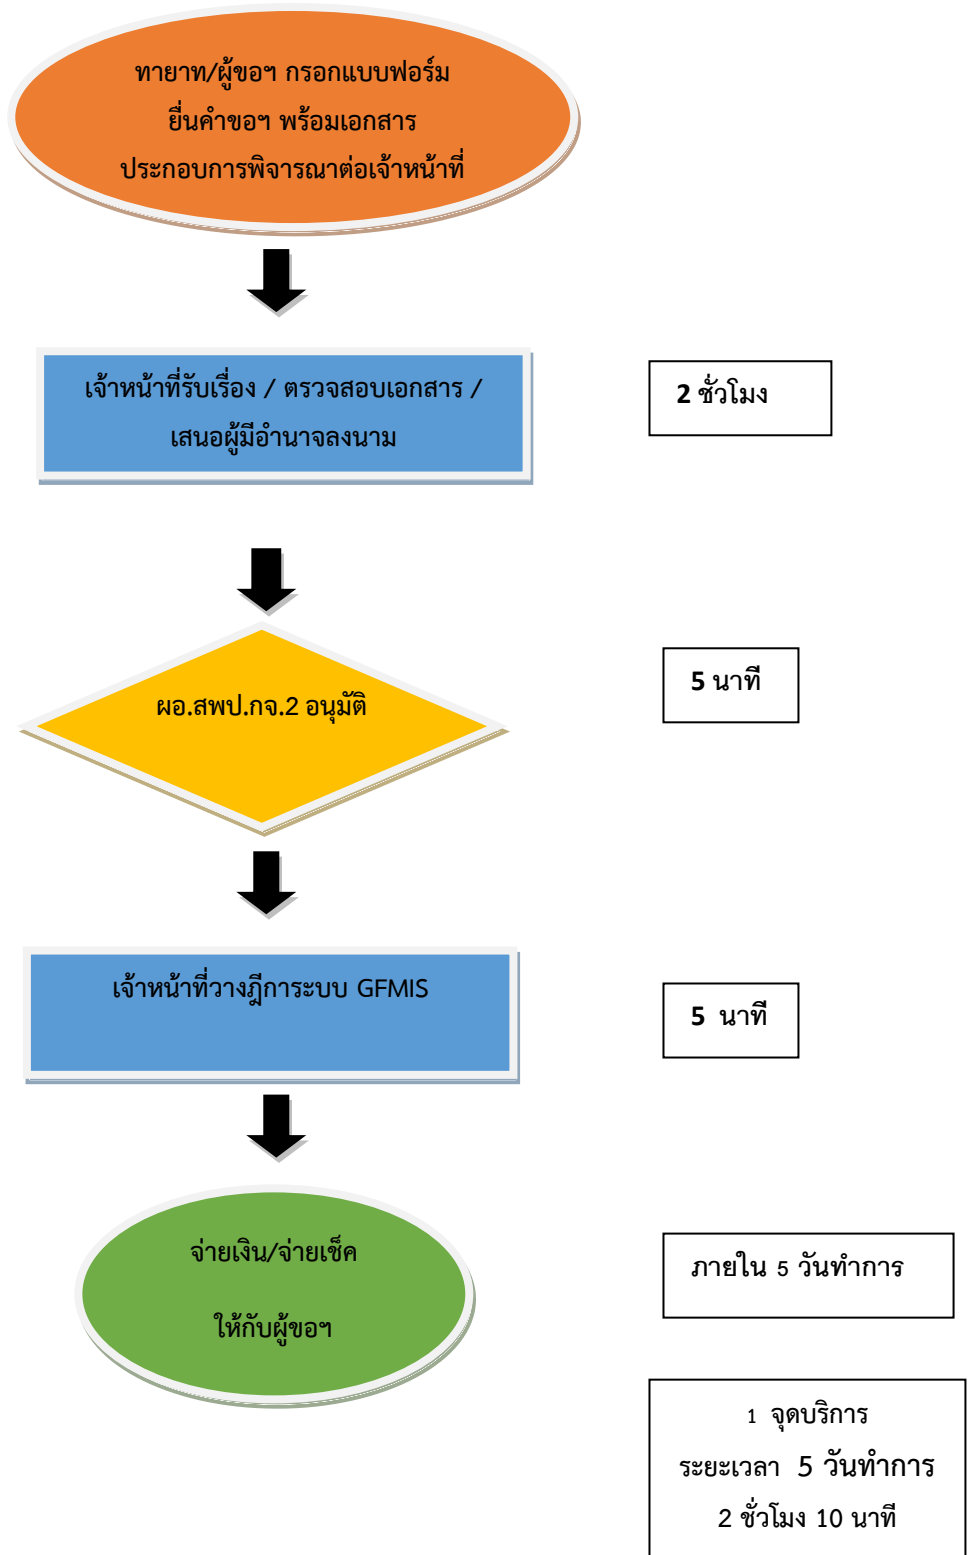 ทายาท/ผู้ขอฯ กรอกแบบฟอร์ม
ยื่นคำขอฯ พร้อมเอกสาร
ประกอบการพิจารณาต่อเจ้าหน้าที่
เจ้าหน้าที่รับเรื่อง / ตรวจสอบเอกสาร /
เสนอผู้มีอำนาจลงนาม
2 ชั่วโมง
ผอ.สพป.กจ.2 อนุมัติ
5 นาที
เจ้าหน้าที่วางฎีการะบบ GFMIS
5 นาที
จ่ายเงิน/จ่ายเช็ค
ให้กับผู้ขอฯ
ภายใน 5 วันทำการ
1 จุดบริการ
ระยะเวลา 5 วันทำการ
2 ชั่วโมง 10 นาที